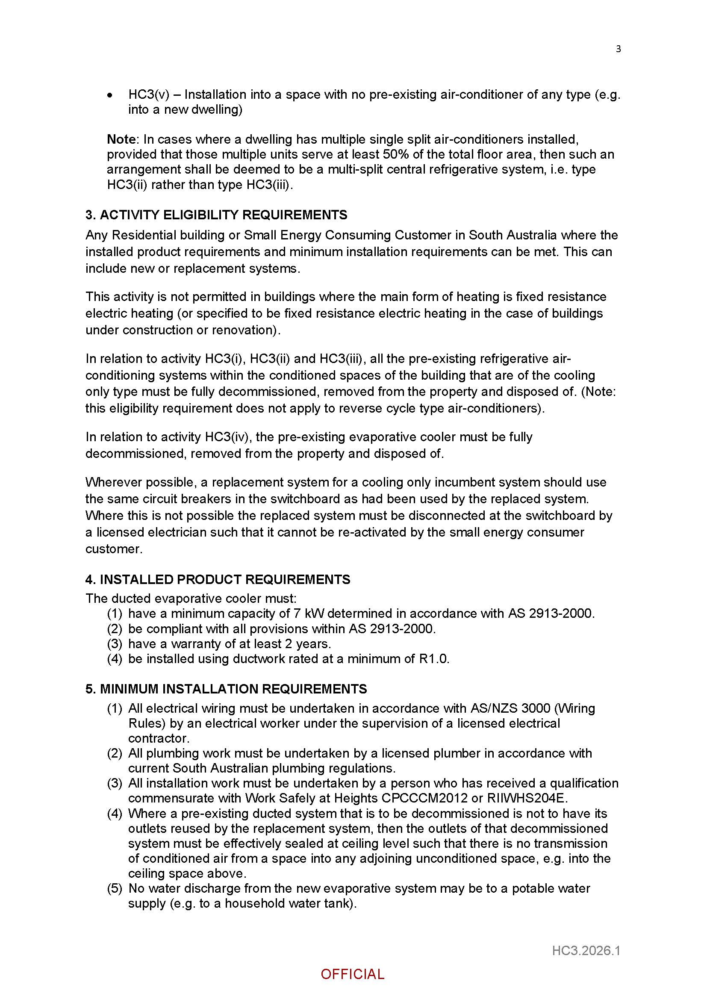 3
• HC3(v) – Installation into a space with no pre-existing air-conditioner of any type (e.g.
into a new dwelling)
Note: In cases where a dwelling has multiple single split air-conditioners installed,
provided that those multiple units serve at least 50% of the total floor area, then such an
arrangement shall be deemed to be a multi-split central refrigerative system, i.e. type
HC3(ii) rather than type HC3(iii).
3. ACTIVITY ELIGIBILITY REQUIREMENTS
Any Residential building or Small Energy Consuming Customer in South Australia where the
installed product requirements and minimum installation requirements can be met. This can
include new or replacement systems.
This activity is not permitted in buildings where the main form of heating is fixed resistance
electric heating (or specified to be fixed resistance electric heating in the case of buildings
under construction or renovation).
In relation to activity HC3(i), HC3(ii) and HC3(iii), all the pre-existing refrigerative air-
conditioning systems within the conditioned spaces of the building that are of the cooling
only type must be fully decommissioned, removed from the property and disposed of. (Note:
this eligibility requirement does not apply to reverse cycle type air-conditioners).
In relation to activity HC3(iv), the pre-existing evaporative cooler must be fully
decommissioned, removed from the property and disposed of.
Wherever possible, a replacement system for a cooling only incumbent system should use
the same circuit breakers in the switchboard as had been used by the replaced system.
Where this is not possible the replaced system must be disconnected at the switchboard by
a licensed electrician such that it cannot be re-activated by the small energy consumer
customer.
4. INSTALLED PRODUCT REQUIREMENTS
The ducted evaporative cooler must:
(1) have a minimum capacity of 7 kW determined in accordance with AS 2913-2000.
(2) be compliant with all provisions within AS 2913-2000.
(3) have a warranty of at least 2 years.
(4) be installed using ductwork rated at a minimum of R1.0.
5. MINIMUM INSTALLATION REQUIREMENTS
(1) All electrical wiring must be undertaken in accordance with AS/NZS 3000 (Wiring
Rules) by an electrical worker under the supervision of a licensed electrical
contractor.
(2) All plumbing work must be undertaken by a licensed plumber in accordance with
current South Australian plumbing regulations.
(3) All installation work must be undertaken by a person who has received a qualification
commensurate with Work Safely at Heights CPCCCM2012 or RIIWHS204E.
(4) Where a pre-existing ducted system that is to be decommissioned is not to have its
outlets reused by the replacement system, then the outlets of that decommissioned
system must be effectively sealed at ceiling level such that there is no transmission
of conditioned air from a space into any adjoining unconditioned space, e.g. into the
ceiling space above.
(5) No water discharge from the new evaporative system may be to a potable water
supply (e.g. to a household water tank).
HC3.2026.1
OFFICIAL